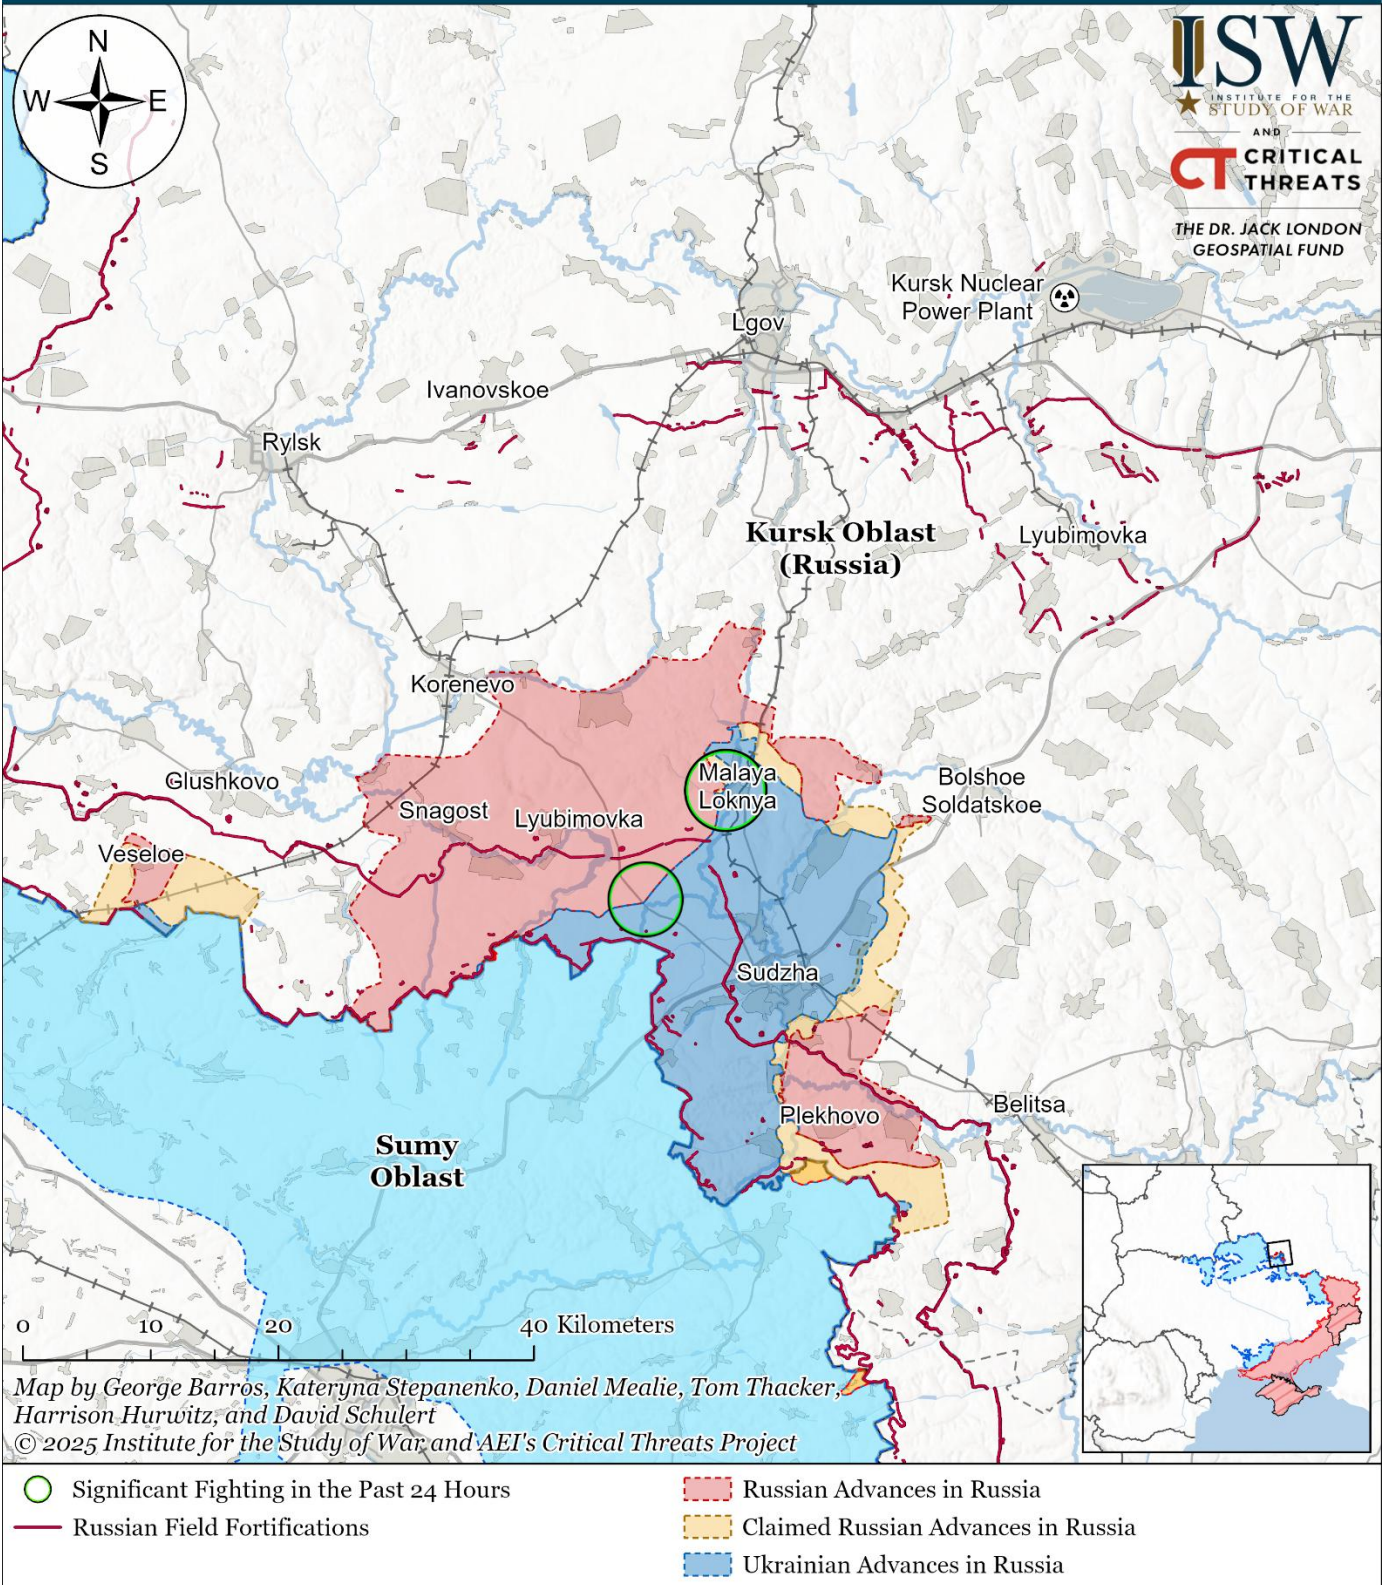 N
W
E
S
ISW
INSTITUTE FOR THE
STUDY OF WAR
AND
CT CRITICAL
THREATS
THE DR. JACK LONDON
GEOSPATIAL FUND
Kursk Nuclear
Power Plant
Lgov
Ivanovskoe
Rylsk
Kursk Oblast
(Russia)
Lyubimovka
Korenevo
Glushkovo
Malaya
Loknya
Bolshoe
Soldatskoe
Snagost
Lyubimovka
Veseloe
Sudzha
Plekhovo
Belitsa
Sumy
Oblast
0 10 20 40 Kilometers
Map by George Barros, Kateryna Stepanenko, Daniel Mealie, Tom Thacker,
Harrison Hurwitz, and David Schulert
© 2025 Institute for the Study of War and AEI's Critical Threats Project
Significant Fighting in the Past 24 Hours
Russian Field Fortifications
Russian Advances in Russia
Claimed Russian Advances in Russia
Ukrainian Advances in Russia